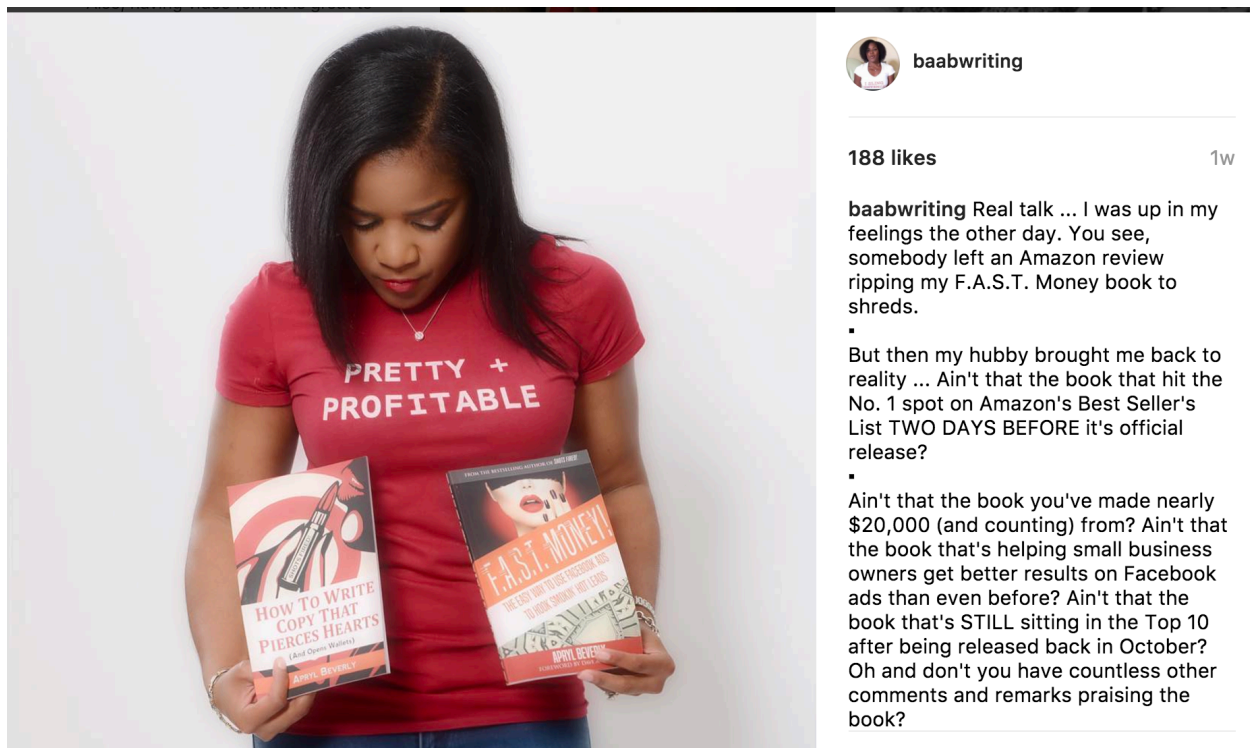 baabwriting
188 likes 1w
baabwriting Real talk ... I was up in my
feelings the other day. You see,
somebody left an Amazon review
ripping my F.A.S.T. Money book to
shreds.
▪
But then my hubby brought me back to
reality ... Ain't that the book that hit the
No. 1 spot on Amazon's Best Seller's
List TWO DAYS BEFORE it's official
release?
▪
Ain't that the book you've made nearly
$20,000 (and counting) from? Ain't that
the book that's helping small business
owners get better results on Facebook
ads than even before? Ain't that the
book that's STILL sitting in the Top 10
after being released back in October?
Oh and don't you have countless other
comments and remarks praising the
book?
PRETTY +
PROFITABLE
HOW TO WRITE
COPY THAT
PIERCES HEARTS
(And Opens Wallets)
APRYL BEVERLY
FROM THE BESTSELLING AUTHOR OF
F.A.S.T. MONEY!
THE EASY WAY TO USE FACEBOOK ADS
TO HOOK SMOKIN' HOT LEADS
APRYL BEVERLY
FOREWORD BY